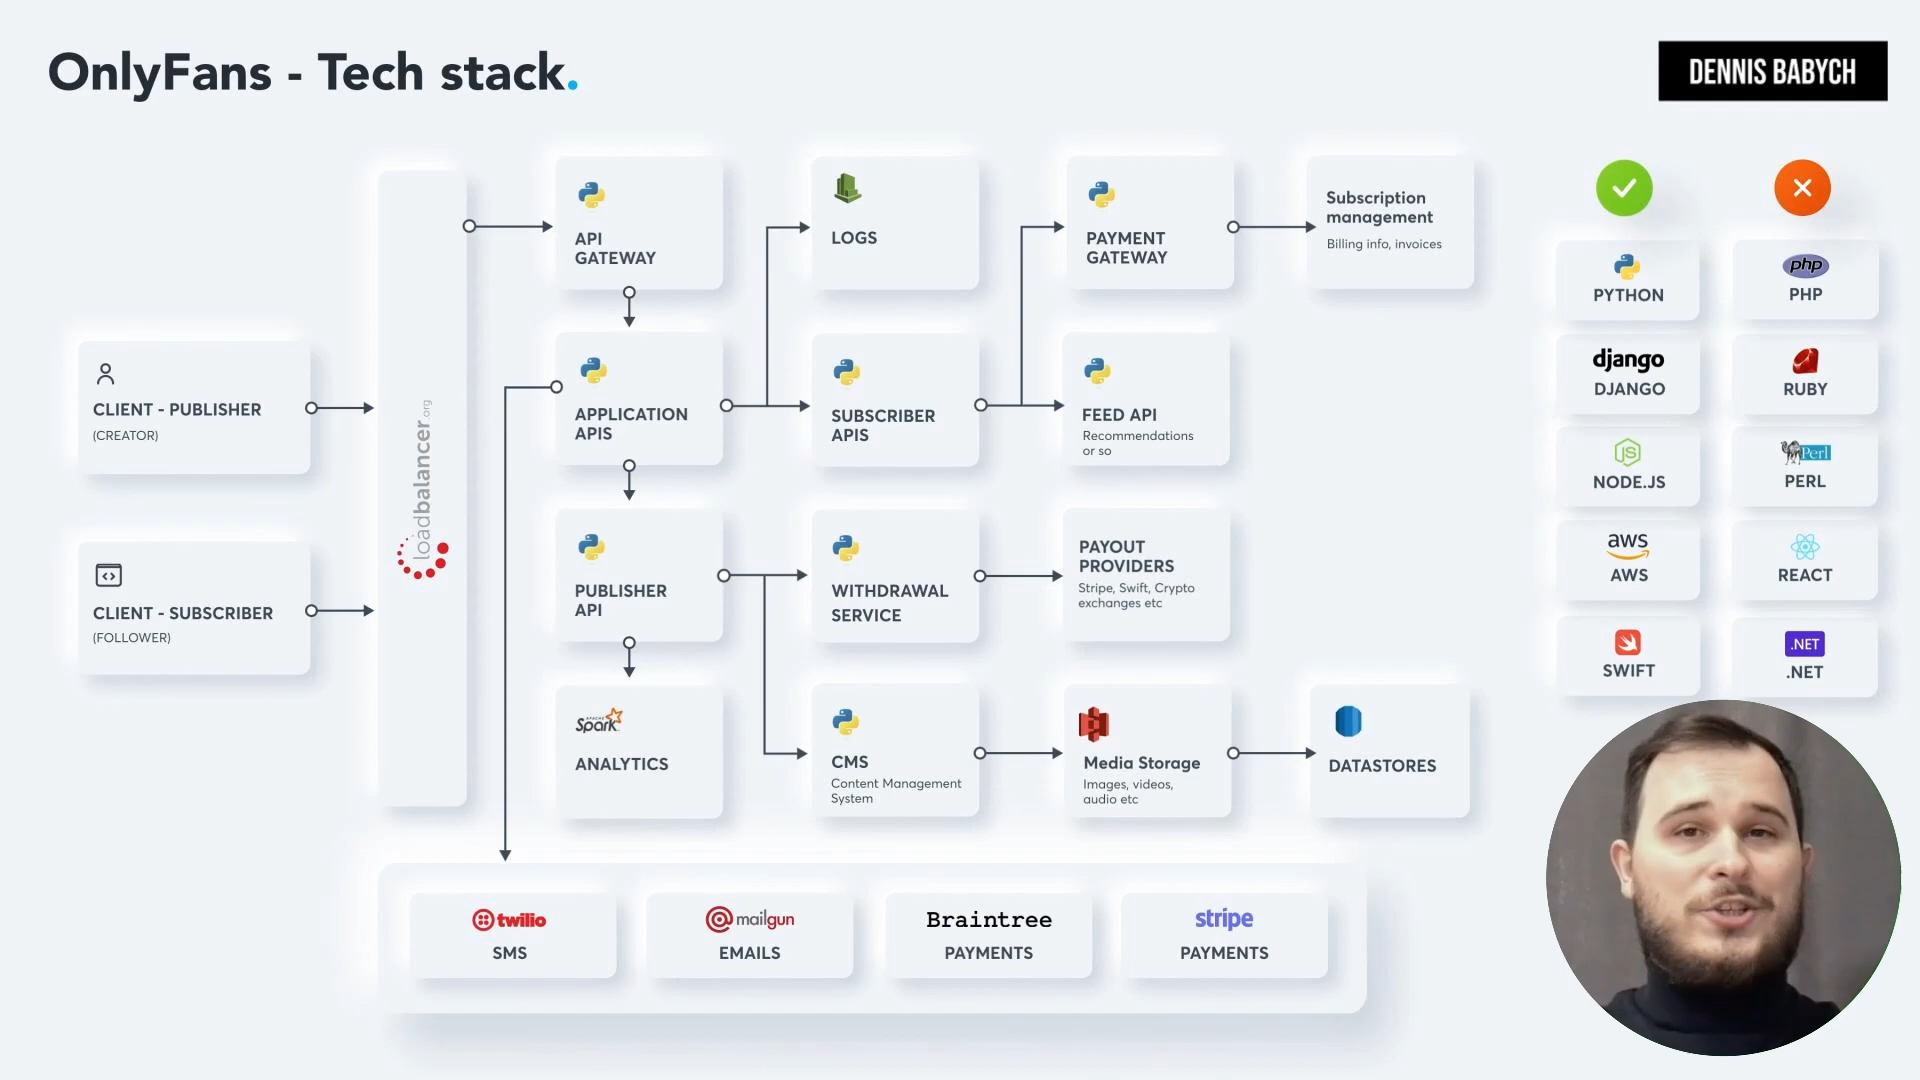 OnlyFans - Tech stack.
DENNIS BABYCH
CLIENT - PUBLISHER
(CREATOR)
CLIENT - SUBSCRIBER
(FOLLOWER)
loadbalancer.org
API
GATEWAY
LOGS
PAYMENT
GATEWAY
Subscription
management
Billing info, invoices
APPLICATION
APIS
SUBSCRIBER
APIS
FEED API
Recommendations
or so
PUBLISHER
API
WITHDRAWAL
SERVICE
PAYOUT
PROVIDERS
Stripe, Swift, Crypto
exchanges etc
APACHE
Spark
ANALYTICS
CMS
Content Management
System
Media Storage
Images, videos,
audio etc
DATASTORES
twilio
SMS
mailgun
EMAILS
Braintree
PAYMENTS
stripe
PAYMENTS
PYTHON
php
PHP
django
DJANGO
RUBY
JS
NODE.JS
Perl
PERL
aws
AWS
REACT
SWIFT
.NET
.NET